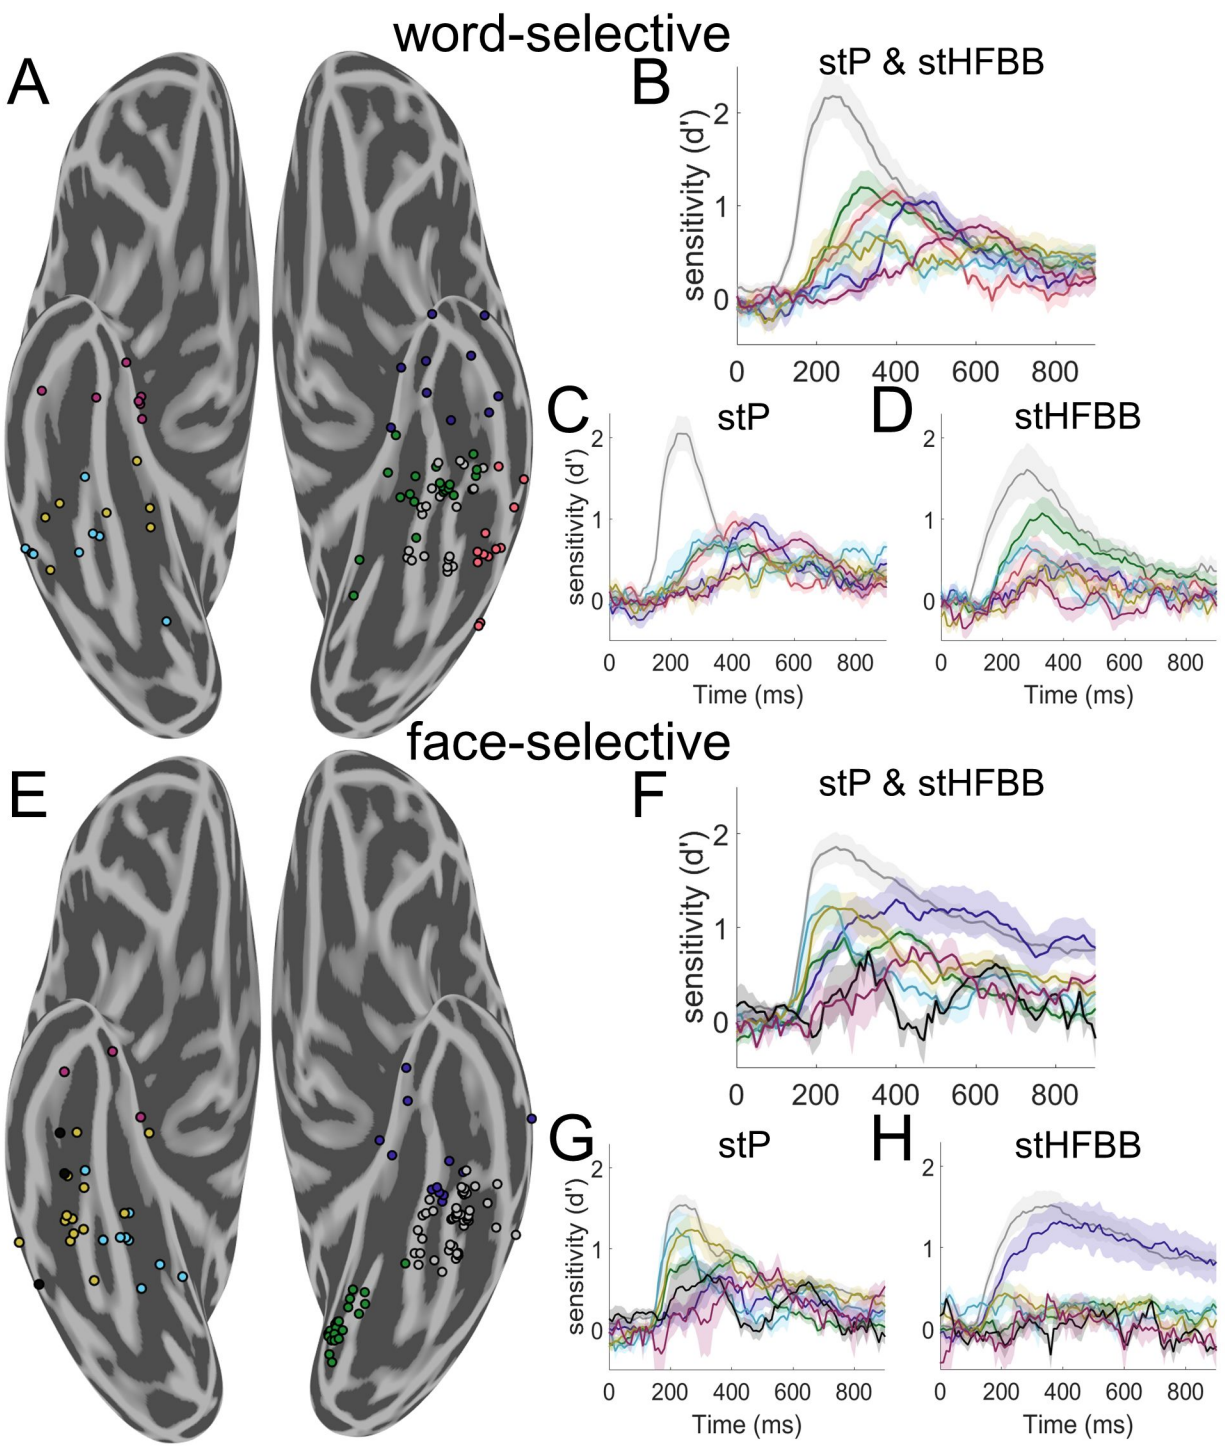 word-selective
A
B
stP & stHFBB
sensitivity (d')
2
1
0
0 200 400 600 800
C
stP
sensitivity (d')
2
1
0
0 200 400 600 800
Time (ms)
D
stHFBB
2
1
0
0 200 400 600 800
Time (ms)
face-selective
E
F
stP & stHFBB
sensitivity (d')
2
1
0
0 200 400 600 800
G
stP
sensitivity (d')
2
1
0
0 200 400 600 800
Time (ms)
H
stHFBB
2
1
0
0 200 400 600 800
Time (ms)